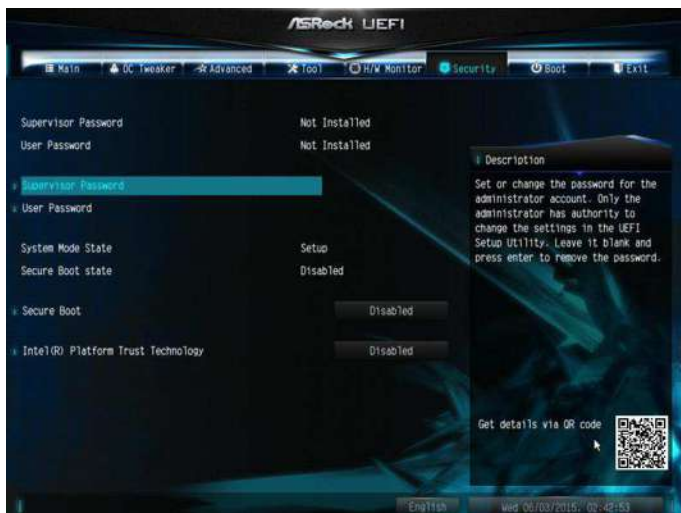 ASRock UEFI
Main OC Tweaker Advanced Tool H/W Monitor Security Boot Exit
Supervisor Password Not Installed
User Password Not Installed
Supervisor Password
User Password
System Mode State Setup
Secure Boot state Disabled
Secure Boot Disabled
Intel(R) Platform Trust Technology Disabled
Description
Set or change the password for the
administrator account. Only the
administrator has authority to
change the settings in the UEFI
Setup Utility. Leave it blank and
press enter to remove the password.
Get details via QR code
English Wed 06/03/2015, 02:42:53